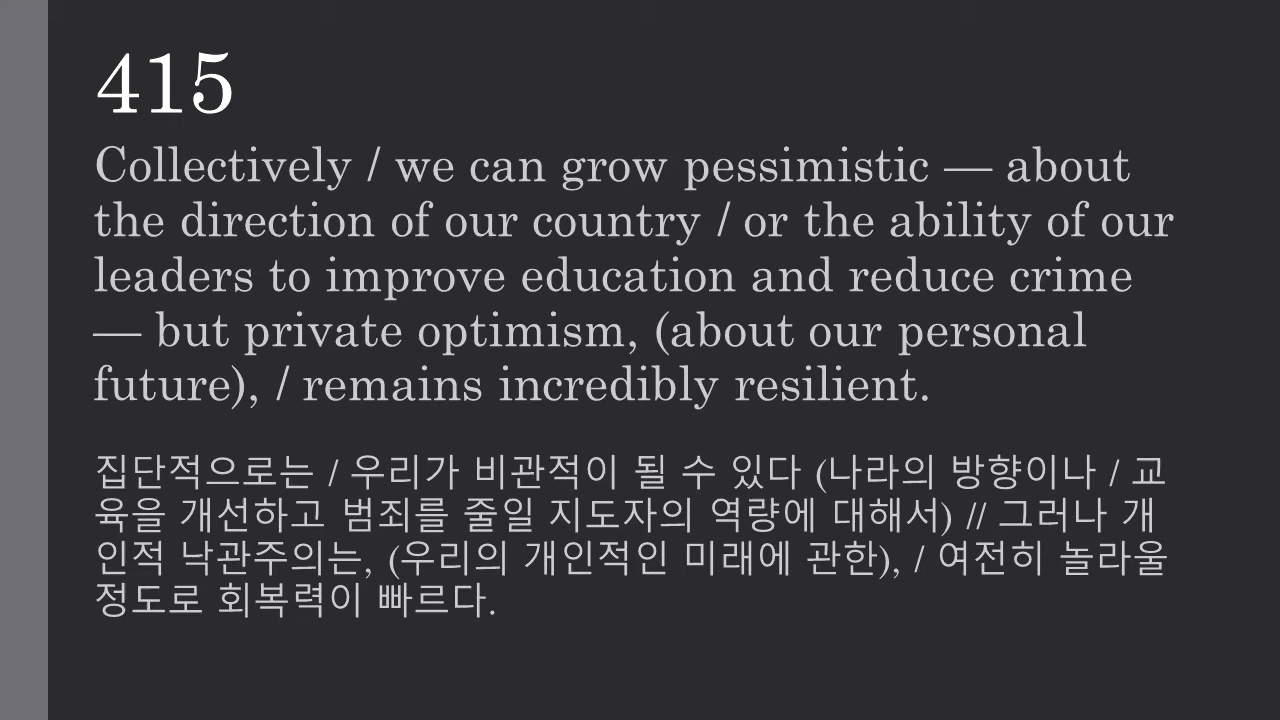 415
Collectively / we can grow pessimistic — about
the direction of our country / or the ability of our
leaders to improve education and reduce crime
— but private optimism, (about our personal
future), / remains incredibly resilient.
집단적으로는 / 우리가 비관적이 될 수 있다 (나라의 방향이나 / 교
육을 개선하고 범죄를 줄일 지도자의 역량에 대해서) // 그러나 개
인적 낙관주의는, (우리의 개인적인 미래에 관한), / 여전히 놀라울
정도로 회복력이 빠르다.